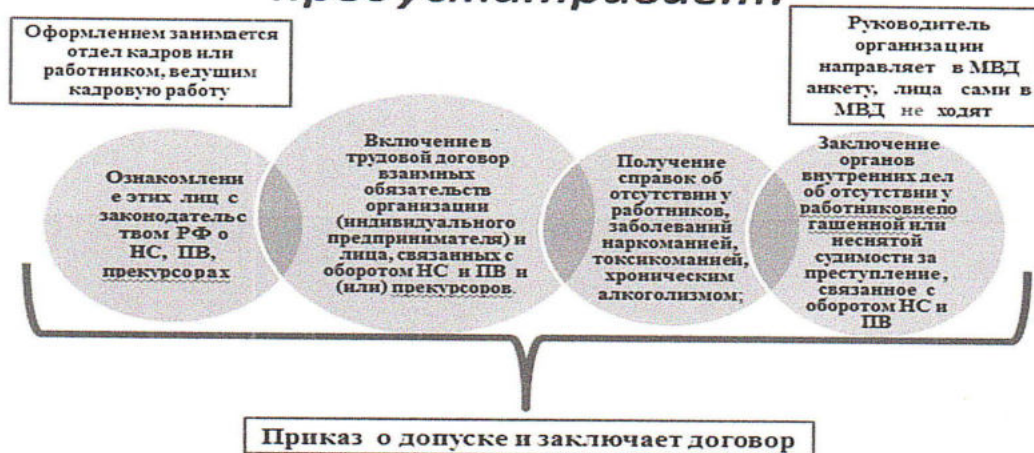 предусматривает:
Оформлением занимается
отдел кадров или
работником, ведушим
кадровую работу
Руководитель
организации
направляет в МВД
анкету, лица сами в
МВД не ходят
Ознакомлени
е этих лиц с
законодательс
твом РФ о
НС, ПВ,
прекурсорах
Включение в
трудовой договор
взаимных
обязательств
организации
(индивидуального
предпринимателя) и
лица, связанных с
оборотом НС и ПВ и
(или) прекурсоров.
Получение
справок об
отсутствии у
работников,
заболеваний
наркоманией,
токсикоманией,
хроническим
алкоголизмом;
Заключение
органов
внутренних дел
об отсутствии у
работниковнепо
гашенной или
неснятой
судимости за
преступление,
связанное с
оборотом НС и
ПВ
Приказ о допуске и заключает договор